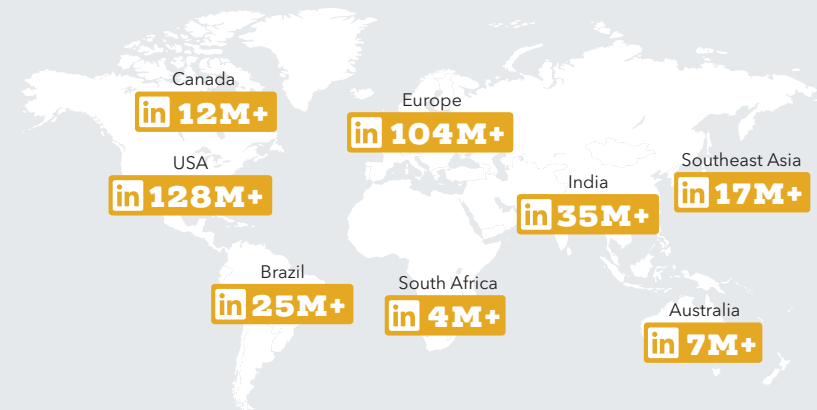 Canada
in 12M+
Europe
in 104M+
USA
in 128M+
Southeast Asia
in 17M+
India
in 35M+
Brazil
in 25M+
South Africa
in 4M+
Australia
in 7M+